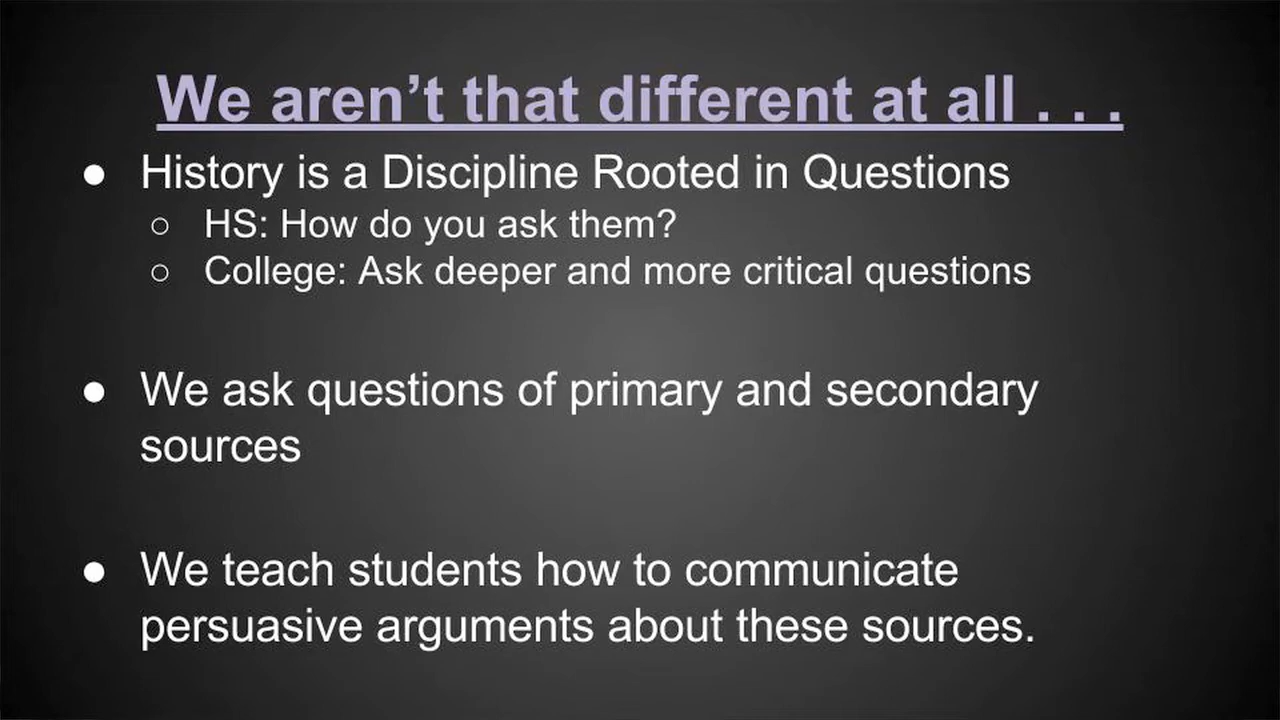 We aren’t that different at all . . .
● History is a Discipline Rooted in Questions
○ HS: How do you ask them?
○ College: Ask deeper and more critical questions
● We ask questions of primary and secondary
sources
● We teach students how to communicate
persuasive arguments about these sources.